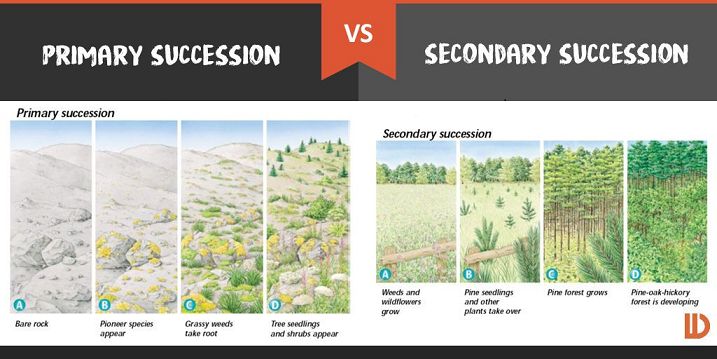 PRIMARY SUCCESSION
VS
SECONDARY SUCCESSION
Primary succession
A
B
C
D
Bare rock
Pioneer species
appear
Grassy weeds
take root
Tree seedlings
and shrubs appear
Secondary succession
A
B
C
D
Weeds and
wildflowers
grow
Pine seedlings
and other
plants take over
Pine forest grows
Pine-oak-hickory
forest is developing